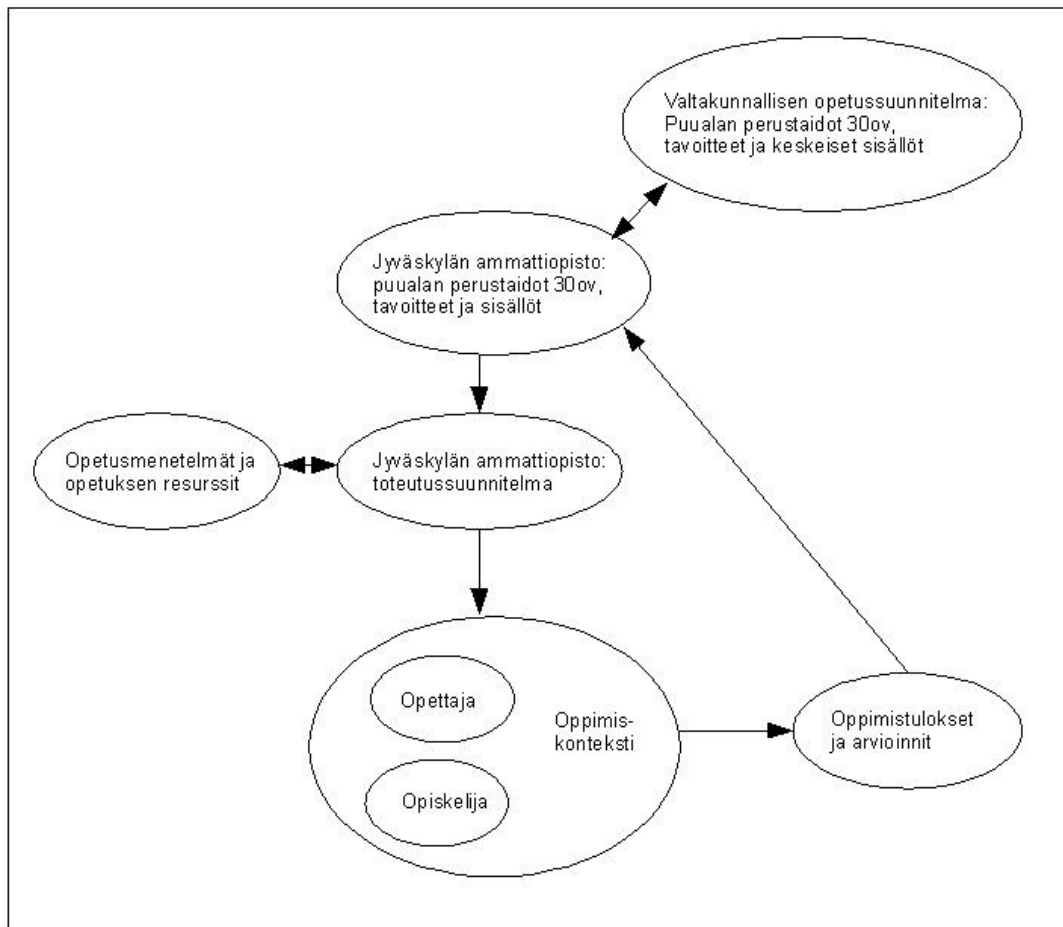 Valtakunnallisen opetussuunnitelma:
Puualan perustaidot 30ov,
tavoitteet ja keskeiset sisällöt
Jyväskylän ammattiopisto:
puualan perustaidot 30ov,
tavoitteet ja sisällöt
Opetusmenetelmät ja
opetuksen resurssit
Jyväskylän ammattiopisto:
toteutussuunnitelma
Opettaja
Oppimis-
konteksti
Opiskelija
Oppimistulokset
ja arvioinnit